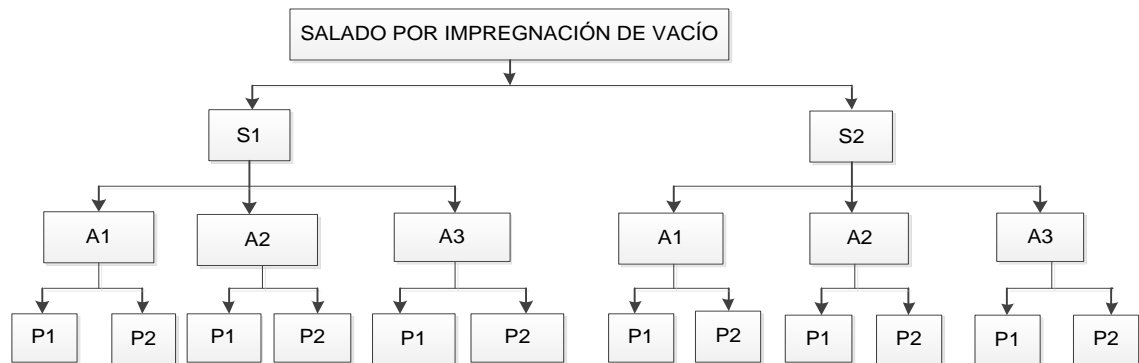 SALADO POR IMPREGNACIÓN DE VACÍO
S1 S2
A1 A2 A3 A1 A2 A3
P1 P2 P1 P2 P1 P2 P1 P2 P1 P2 P1 P2